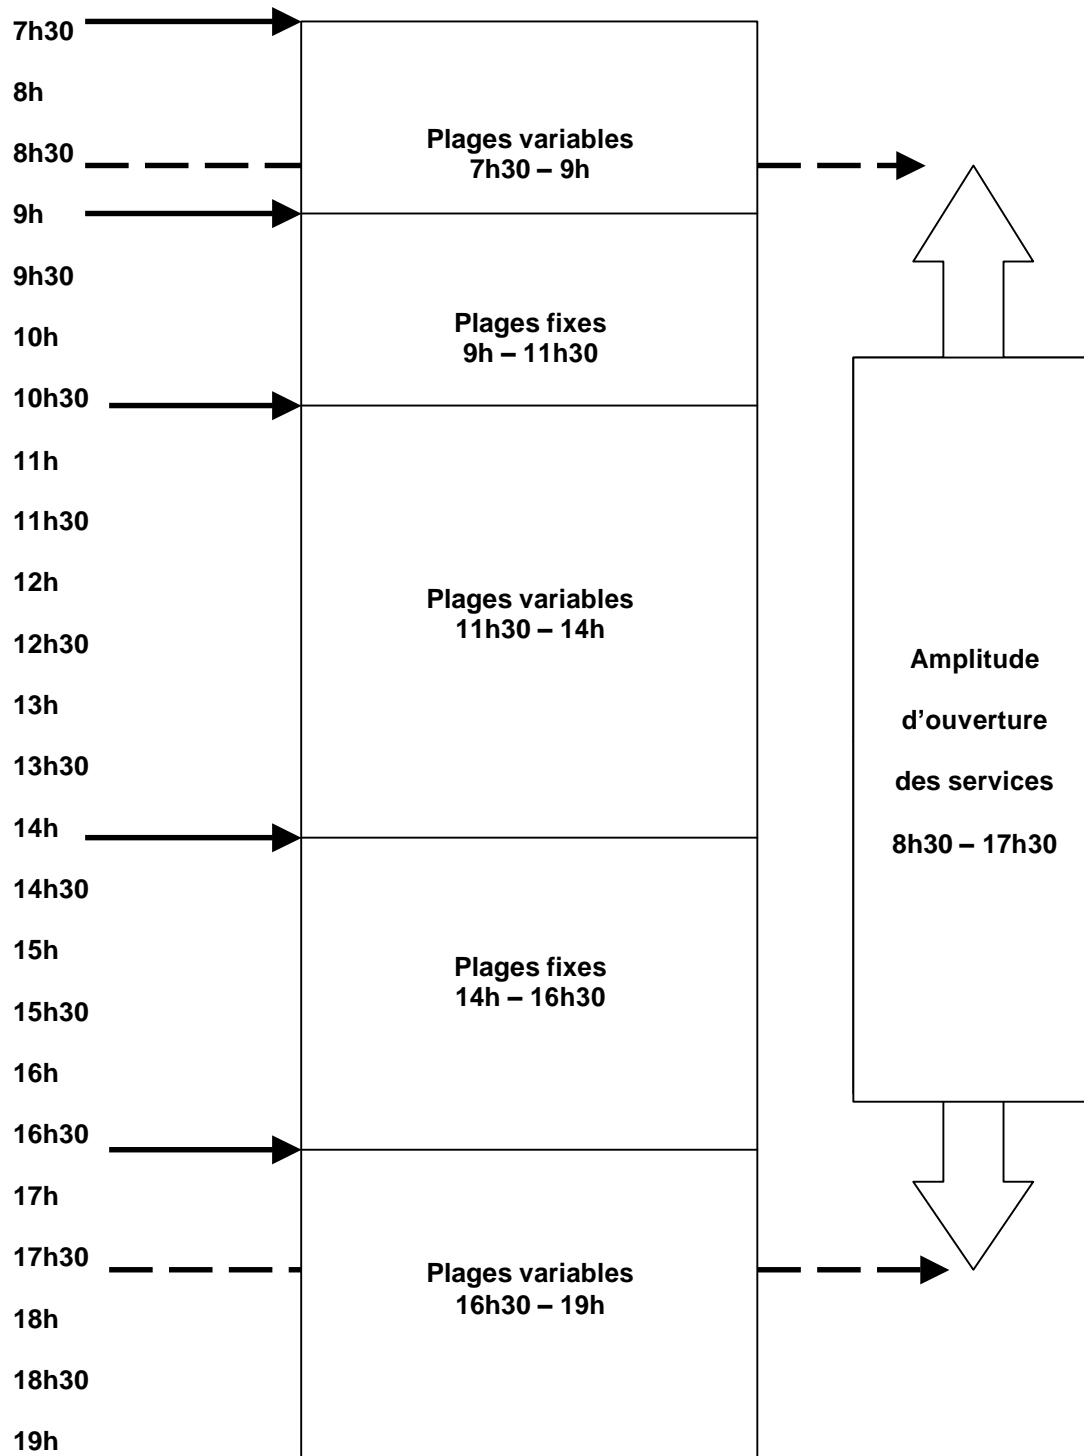 7h30
8h
8h30
9h
9h30
10h
10h30
11h
11h30
12h
12h30
13h
13h30
14h
14h30
15h
15h30
16h
16h30
17h
17h30
18h
18h30
19h
Plages variables
7h30 – 9h
Plages fixes
9h – 11h30
Plages variables
11h30 – 14h
Plages fixes
14h – 16h30
Plages variables
16h30 – 19h
Amplitude
d’ouverture
des services
8h30 – 17h30